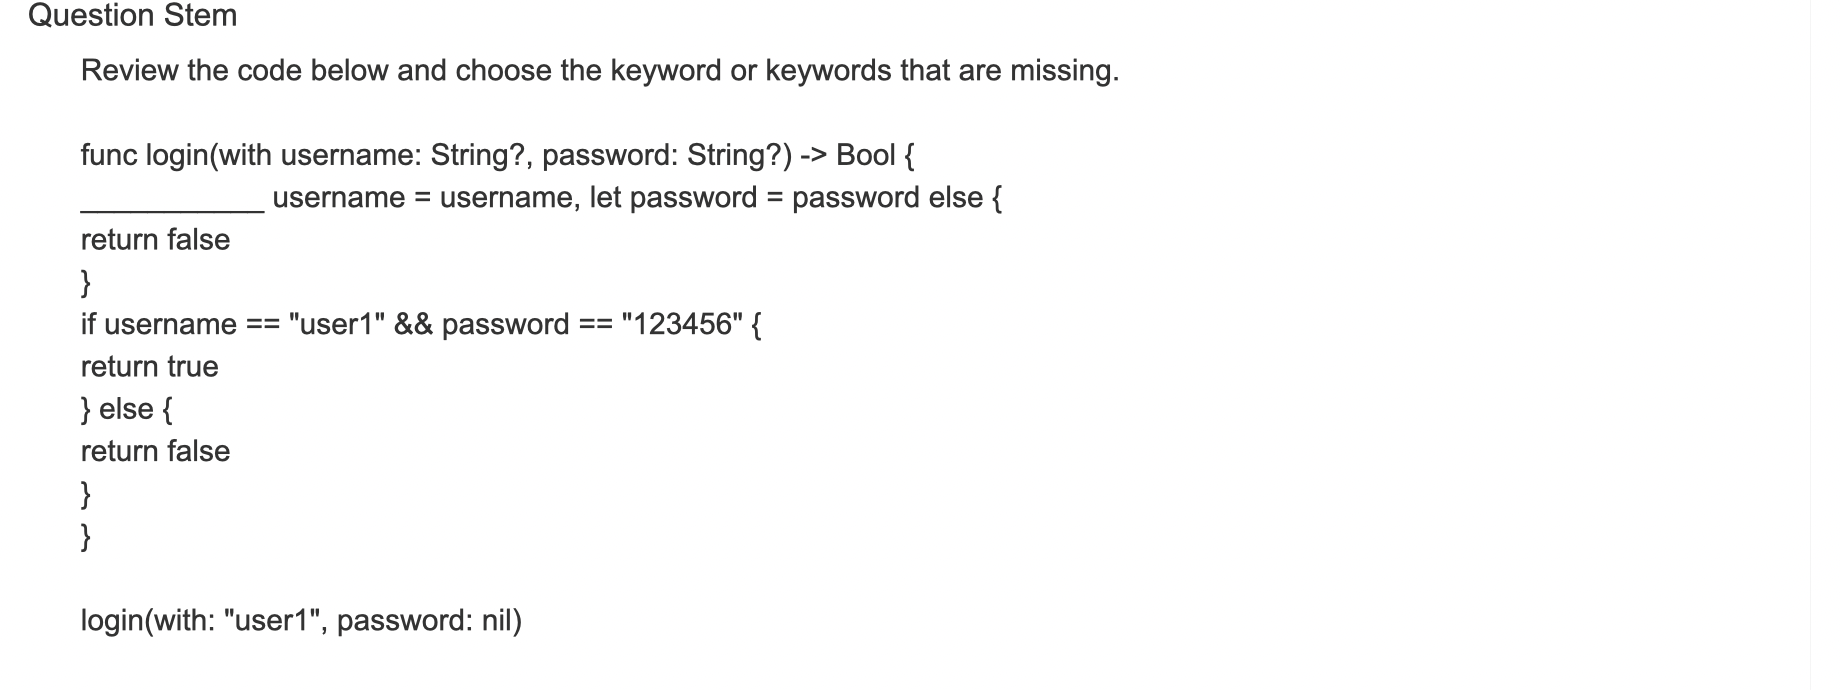 Question Stem
Review the code below and choose the keyword or keywords that are missing.
func login(with username: String?, password: String?) -> Bool {
___________ username = username, let password = password else {
return false
}
if username == "user1" && password == "123456" {
return true
} else {
return false
}
}
login(with: "user1", password: nil)